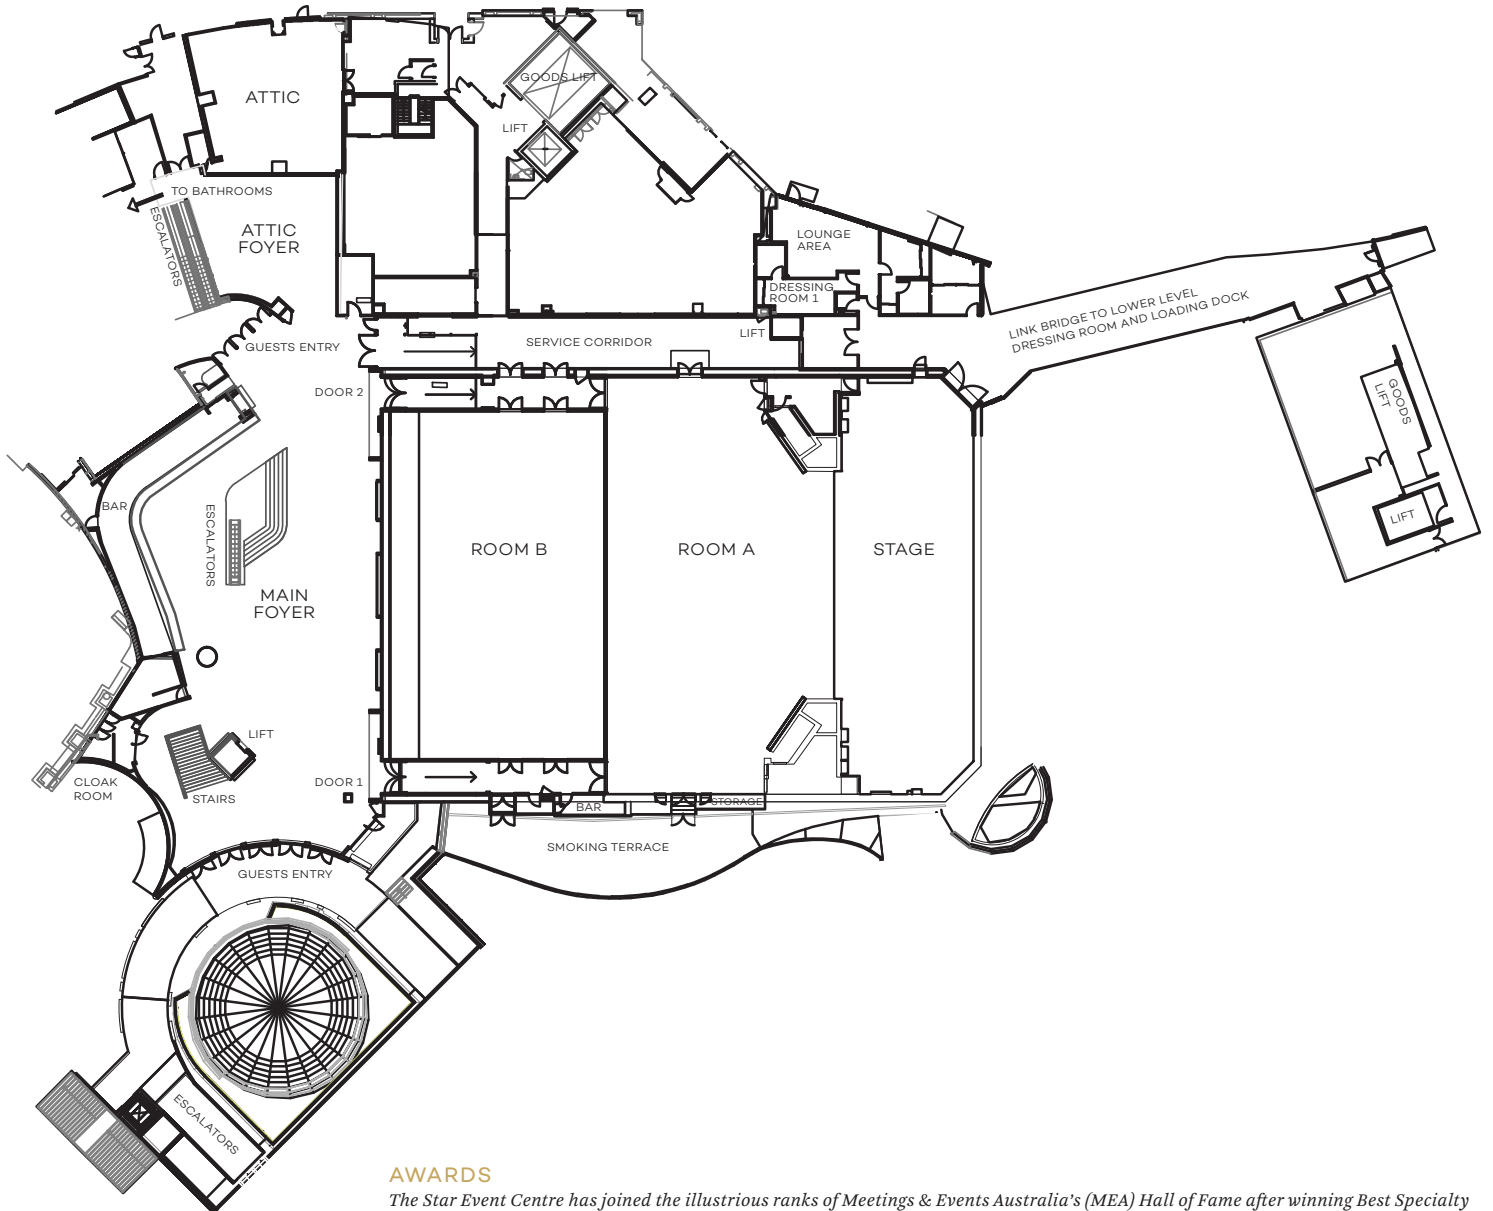 GOODS LIFT
ATTIC
LIFT
TO BATHROOMS
ESCALATORS
ATTIC
FOYER
LOUNGE
AREA
DRESSING
ROOM 1
LINK BRIDGE TO LOWER LEVEL
DRESSING ROOM AND LOADING DOCK
GUESTS ENTRY
SERVICE CORRIDOR
LIFT
DOOR 2
GOODS
LIFT
BAR
ESCALATORS
LIFT
ROOM B
ROOM A
STAGE
MAIN
FOYER
LIFT
CLOAK
ROOM
STAIRS
DOOR 1
BAR
STORAGE
SMOKING TERRACE
GUESTS ENTRY
ESCALATORS
AWARDS
The Star Event Centre has joined the illustrious ranks of Meetings & Events Australia's (MEA) Hall of Fame after winning Best Specialty